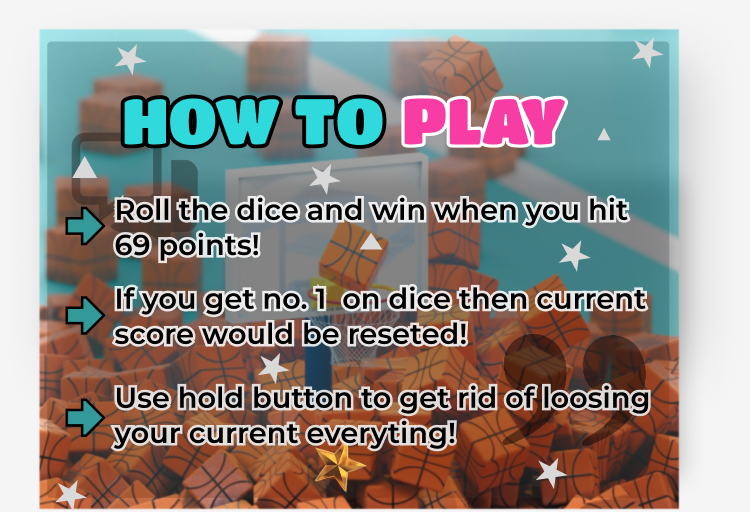 HOW TO PLAY
Roll the dice and win when you hit
69 points!
If you get no. 1 on dice then current
score would be reseted!
Use hold button to get rid of loosing
your current everyting!